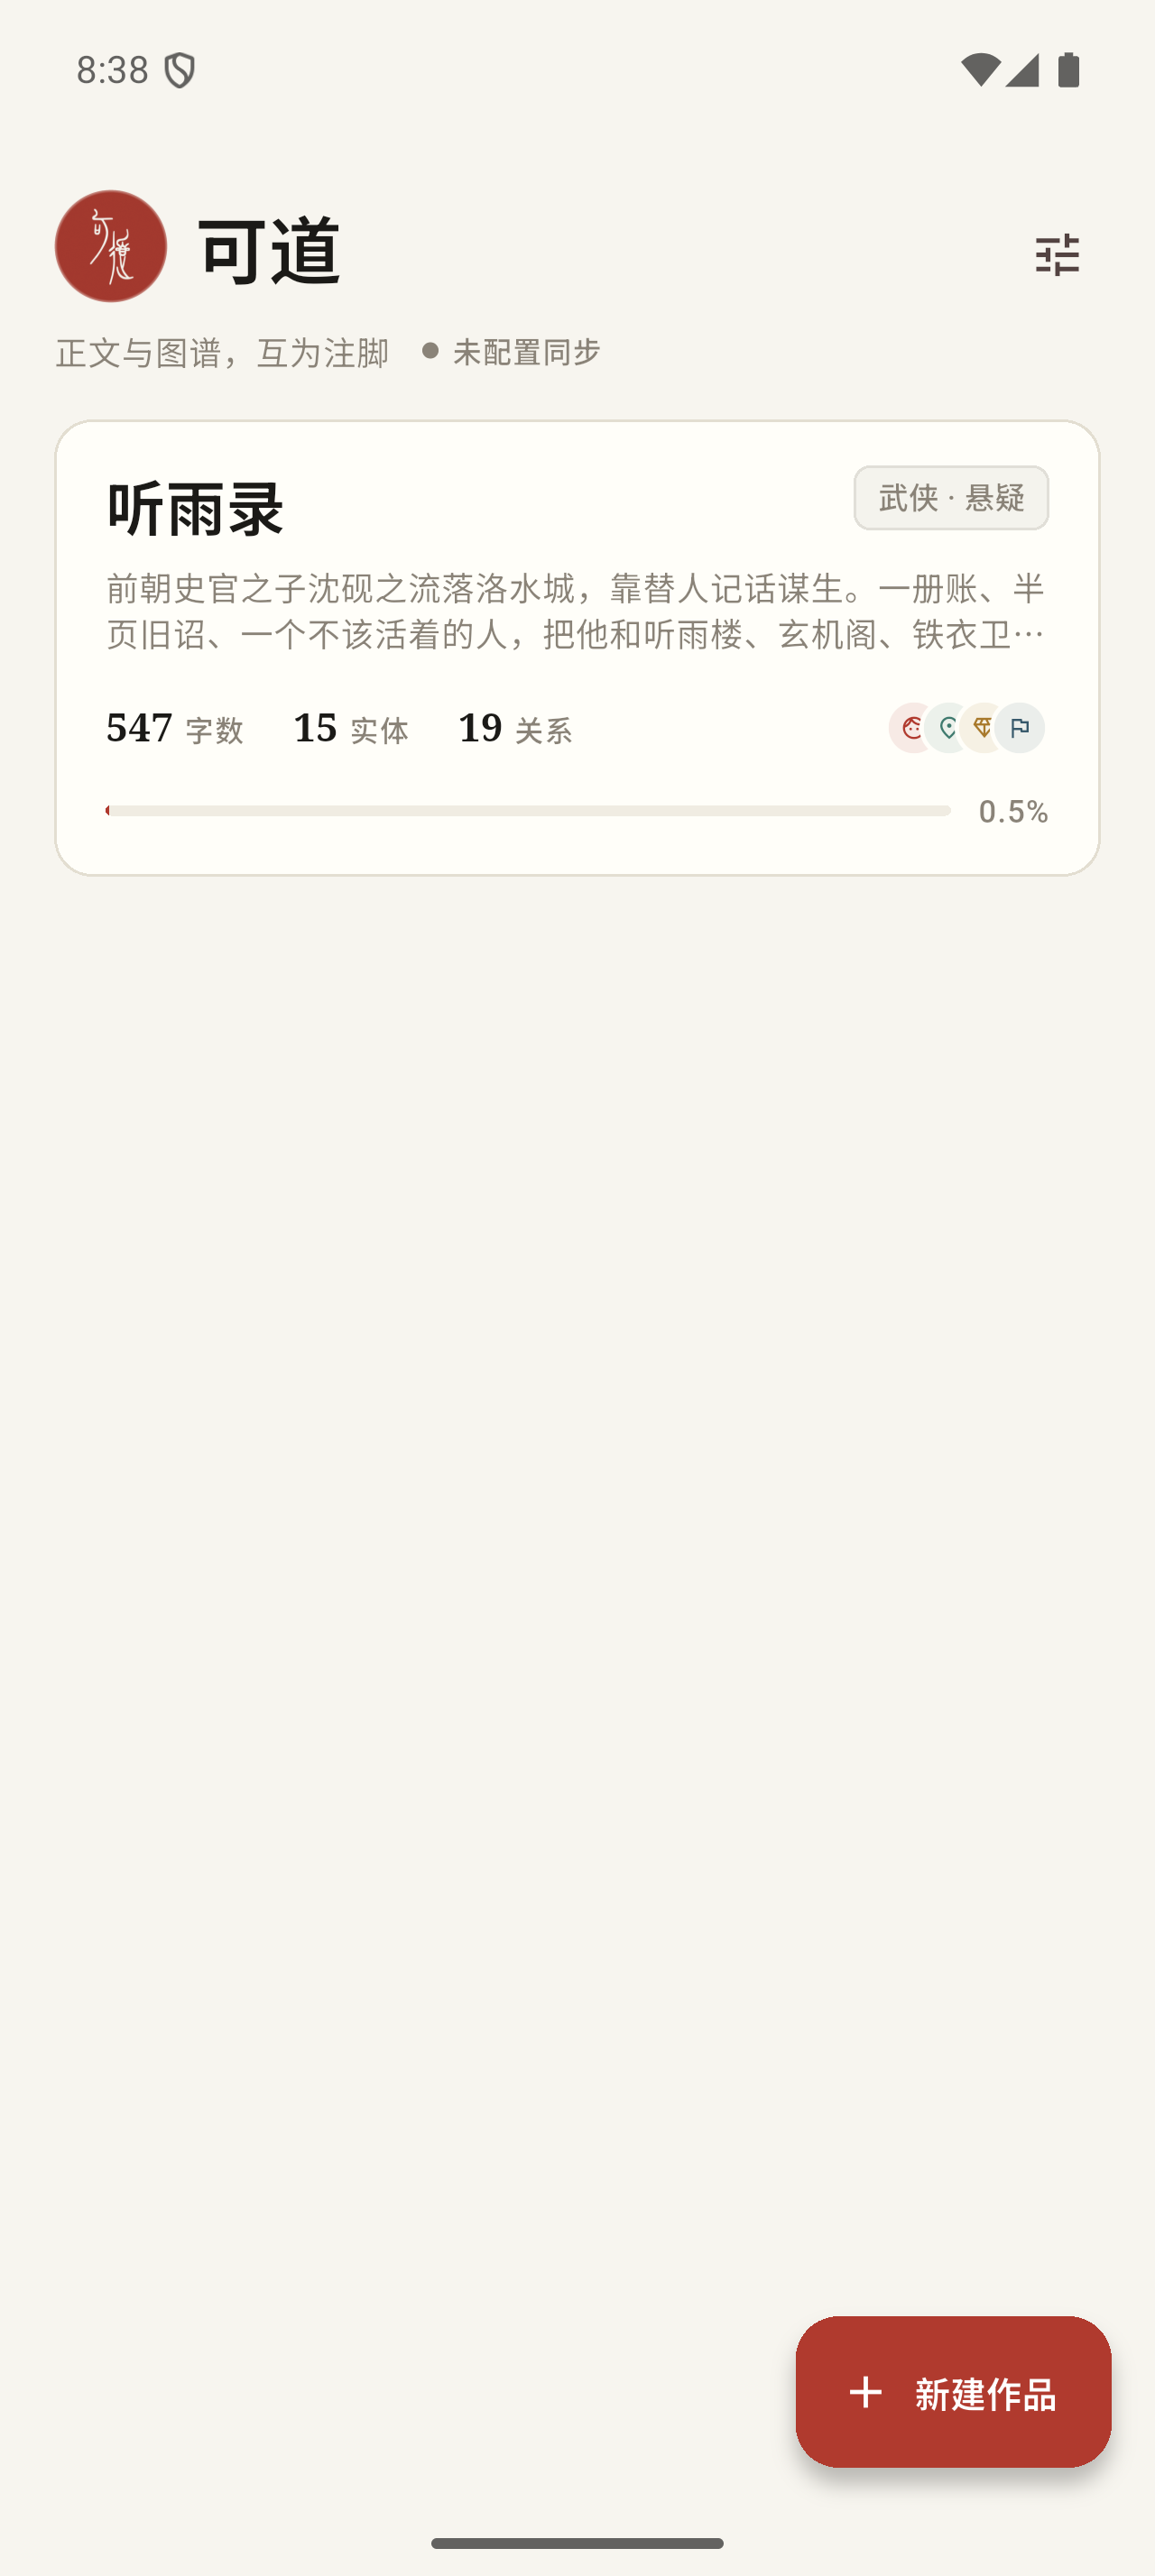 8:38
可道
可道
正文与图谱，互为注脚 ● 未配置同步
听雨录
武侠 · 悬疑
前朝史官之子沈砚之流落洛水城，靠替人记话谋生。一册账、半
页旧诏、一个不该活着的人，把他和听雨楼、玄机阁、铁衣卫…
547 字数 15 实体 19 关系
0.5%
+ 新建作品